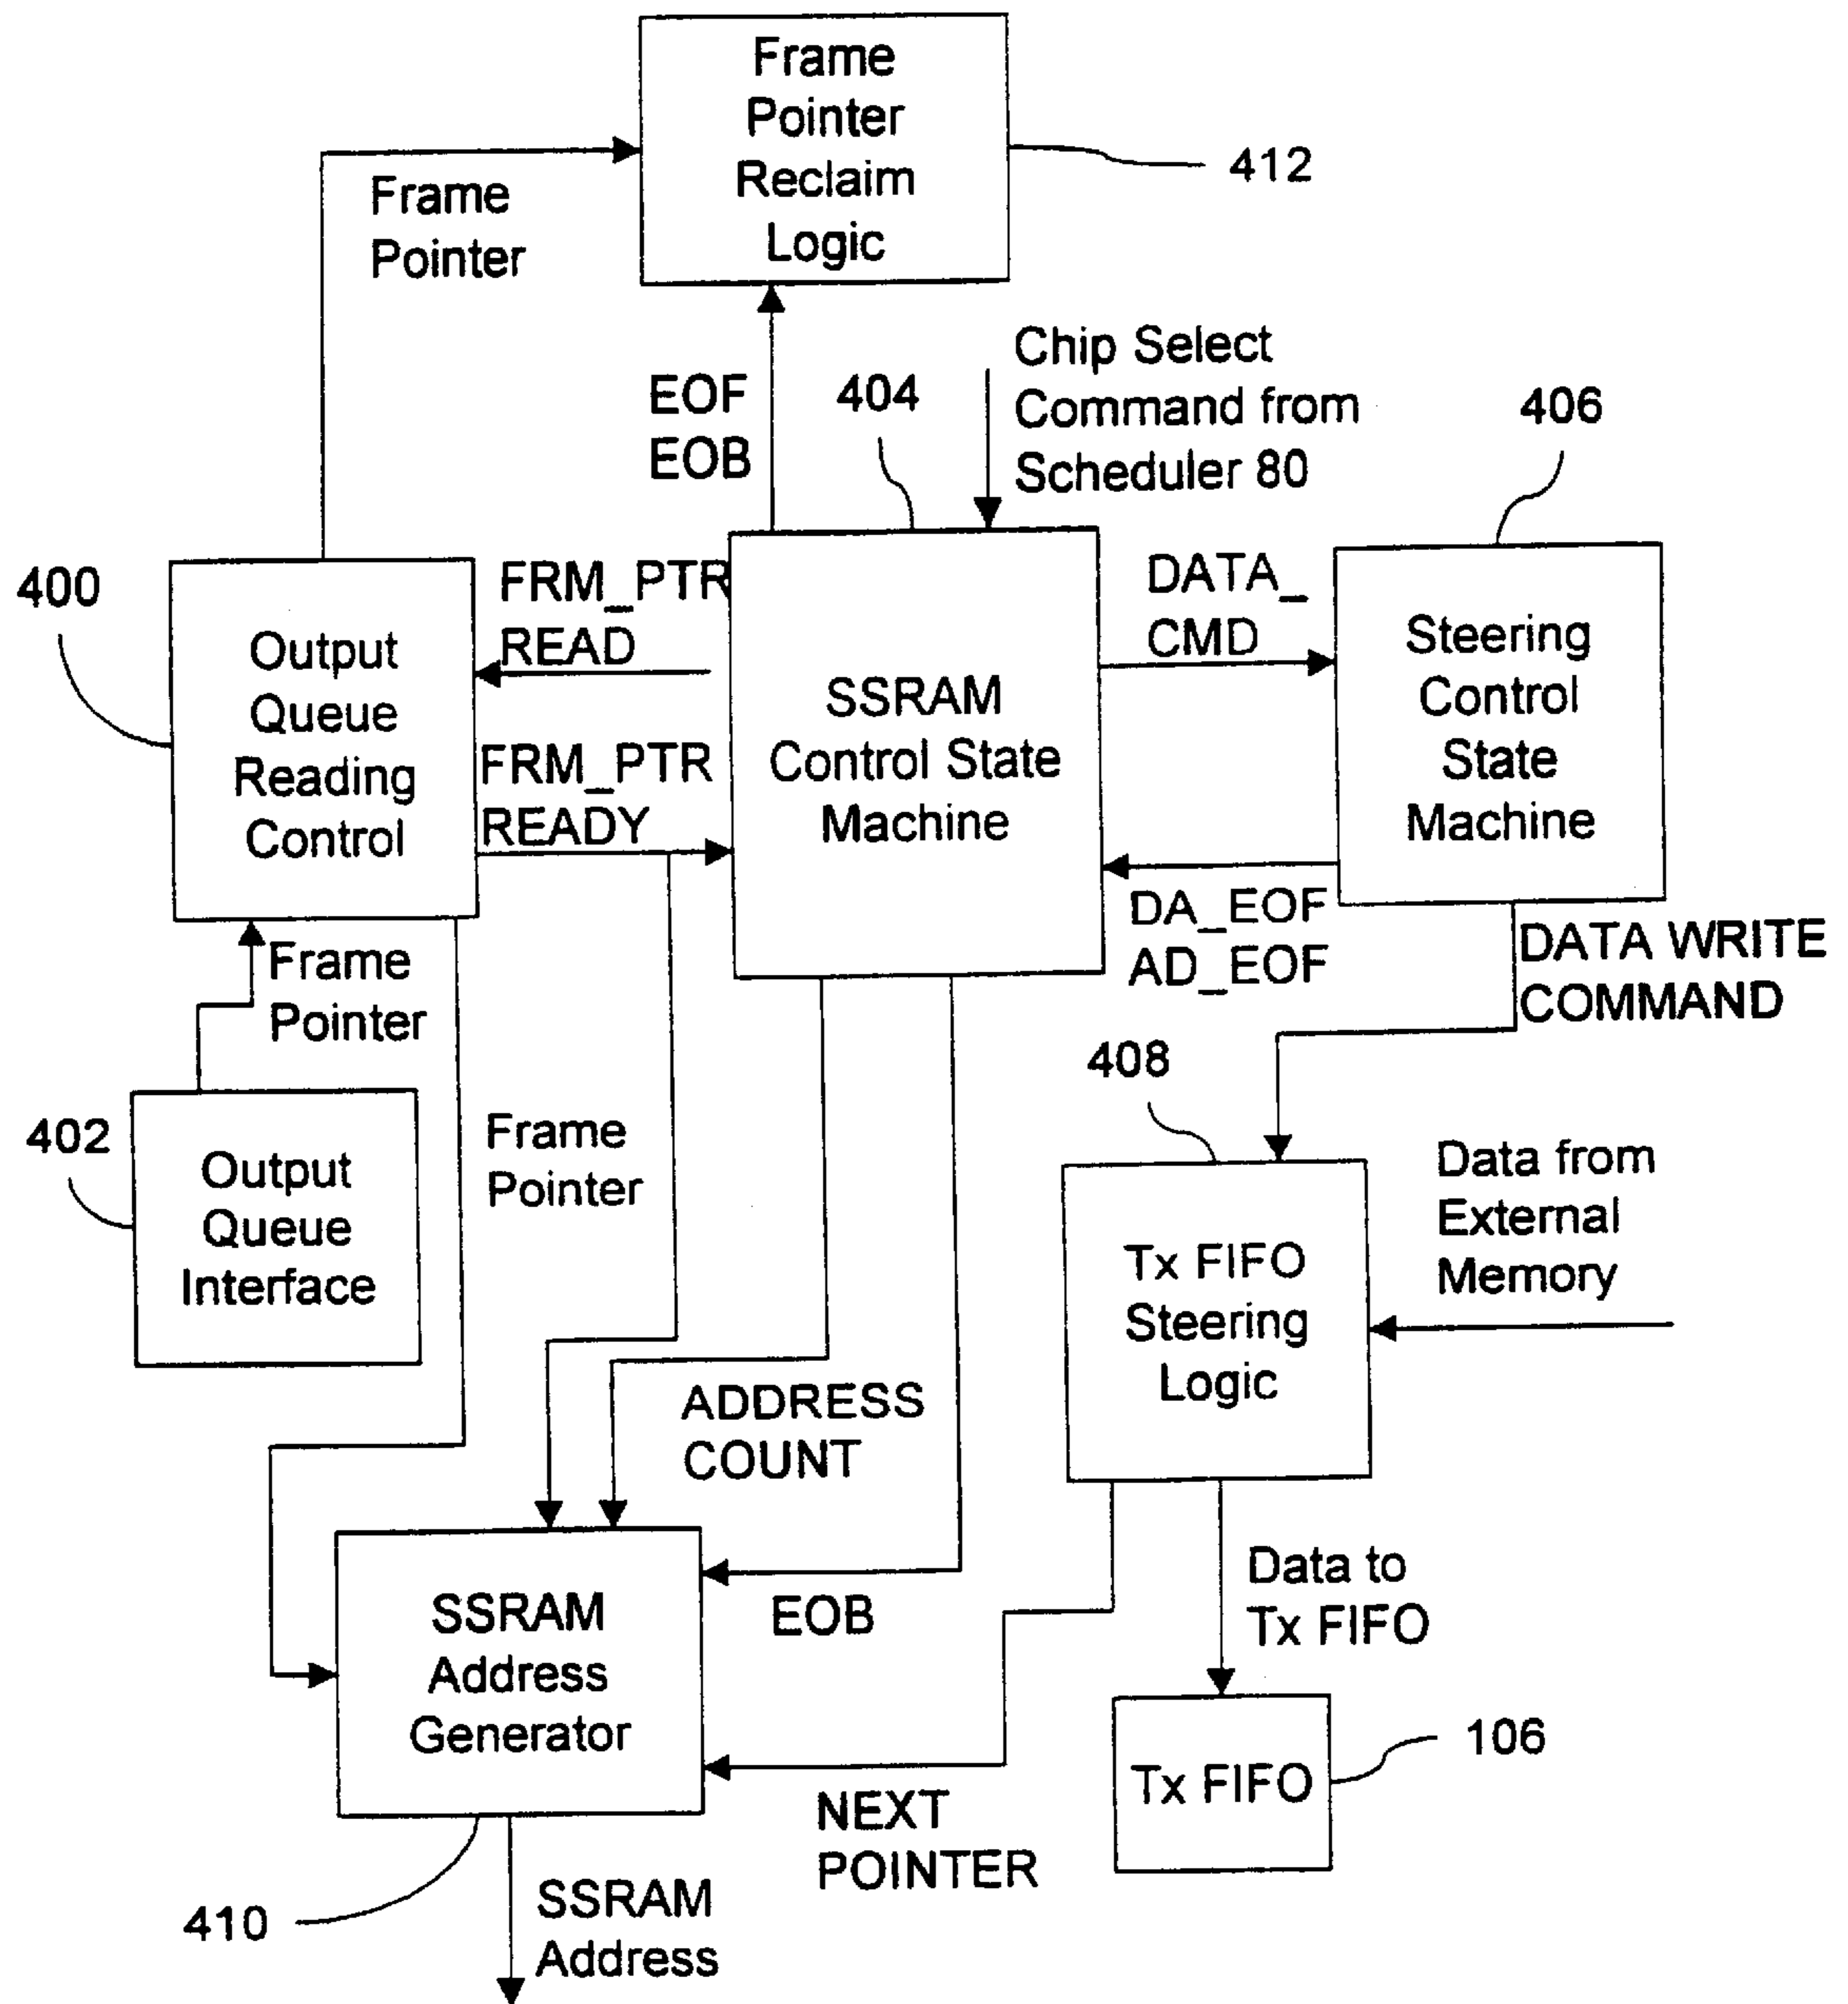 Frame
Pointer
Reclaim
Logic
412
Frame
Pointer
EOF
EOB
404
Chip Select
Command from
Scheduler 80
406
400
Output
Queue
Reading
Control
FRM_PTR
READ
FRM_PTR
READY
SSRAM
Control State
Machine
DATA_
CMD
Steering
Control
State
Machine
DA_EOF
AD_EOF
DATA WRITE
COMMAND
Frame
Pointer
402
Output
Queue
Interface
Frame
Pointer
408
Tx FIFO
Steering
Logic
Data from
External
Memory
ADDRESS
COUNT
SSRAM
Address
Generator
EOB
Data to
Tx FIFO
NEXT
POINTER
Tx FIFO
106
410
SSRAM
Address